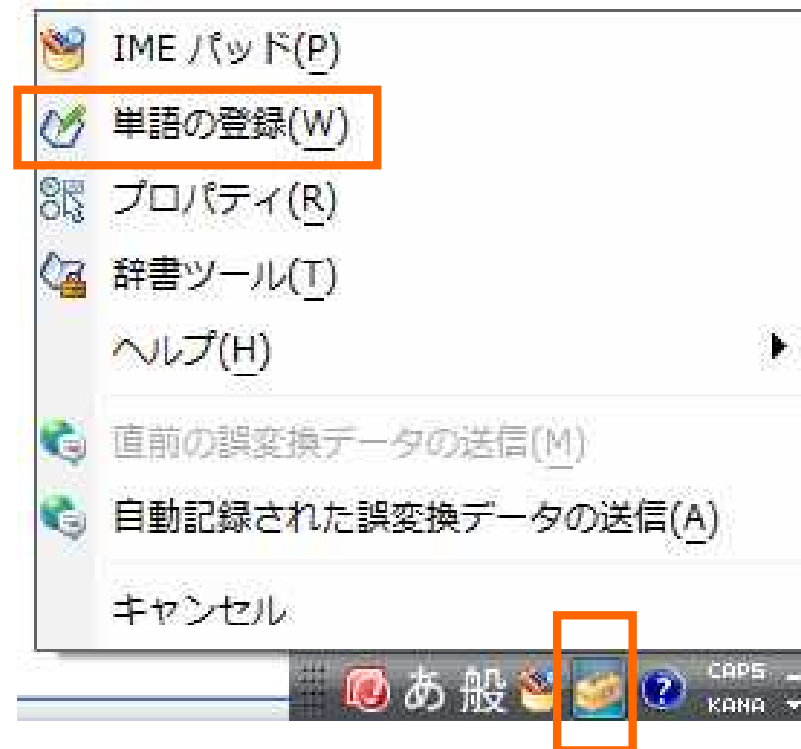 IME パッド(P)
単語の登録(W)
プロパティ(R)
辞書ツール(T)
ヘルプ(H)
直前の誤変換データの送信(M)
自動記録された誤変換データの送信(A)
キャンセル
あ 般 ? CAPS
KANA